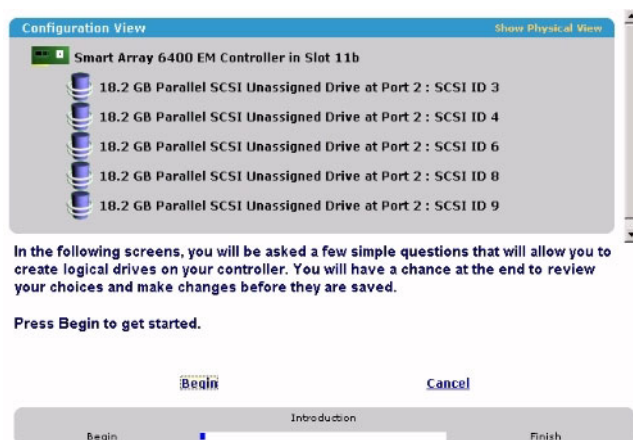 Configuration View
Show Physical View
Smart Array 6400 EM Controller in Slot 11b
18.2 GB Parallel SCSI Unassigned Drive at Port 2 : SCSI ID 3
18.2 GB Parallel SCSI Unassigned Drive at Port 2 : SCSI ID 4
18.2 GB Parallel SCSI Unassigned Drive at Port 2 : SCSI ID 6
18.2 GB Parallel SCSI Unassigned Drive at Port 2 : SCSI ID 8
18.2 GB Parallel SCSI Unassigned Drive at Port 2 : SCSI ID 9
In the following screens, you will be asked a few simple questions that will allow you to
create logical drives on your controller. You will have a chance at the end to review
your choices and make changes before they are saved.
Press Begin to get started.
Begin
Cancel
Introduction
Begin
Finish